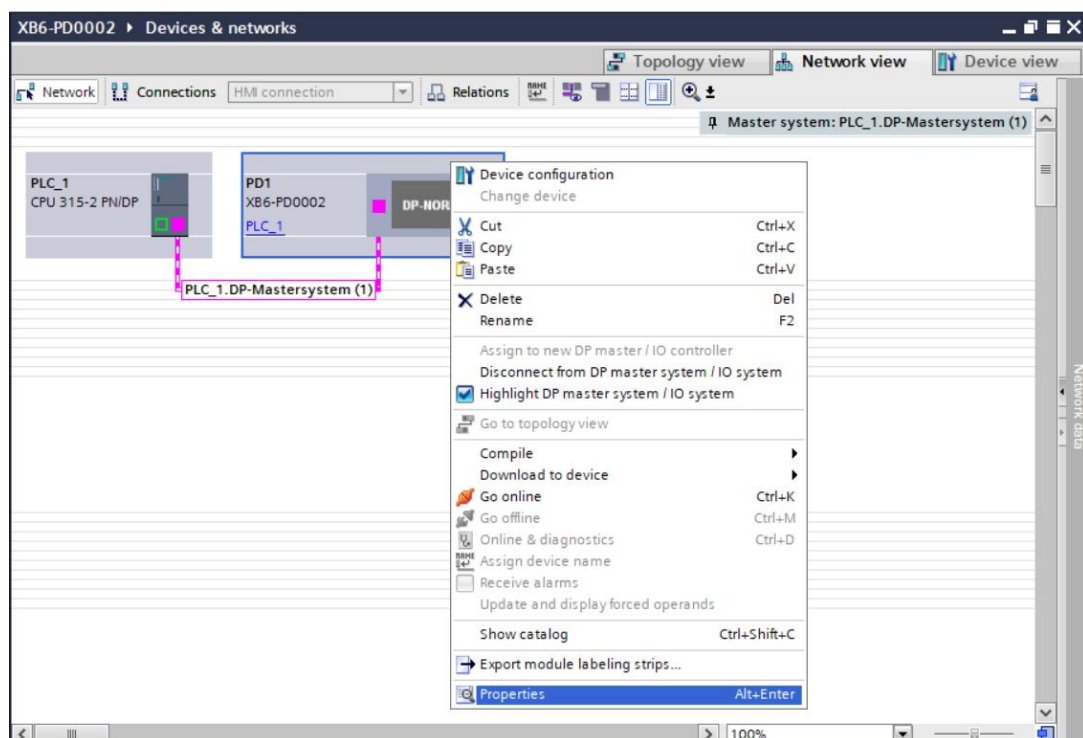 XB6-PD0002 ▸ Devices & networks
Topology view Network view Device view
Network Connections HMI connection Relations
Master system: PLC_1.DP-Mastersystem (1)
PLC_1
CPU 315-2 PN/DP
PD1
XB6-PD0002
PLC_1
DP-NOR
PLC_1.DP-Mastersystem (1)
Device configuration
Change device
Cut Ctrl+X
Copy Ctrl+C
Paste Ctrl+V
Delete Del
Rename F2
Assign to new DP master / IO controller
Disconnect from DP master system / IO system
Highlight DP master system / IO system
Go to topology view
Compile
Download to device
Go online Ctrl+K
Go offline Ctrl+M
Online & diagnostics Ctrl+D
Assign device name
Receive alarms
Update and display forced operands
Show catalog Ctrl+Shift+C
Export module labeling strips...
Properties Alt+Enter
Network data
100%